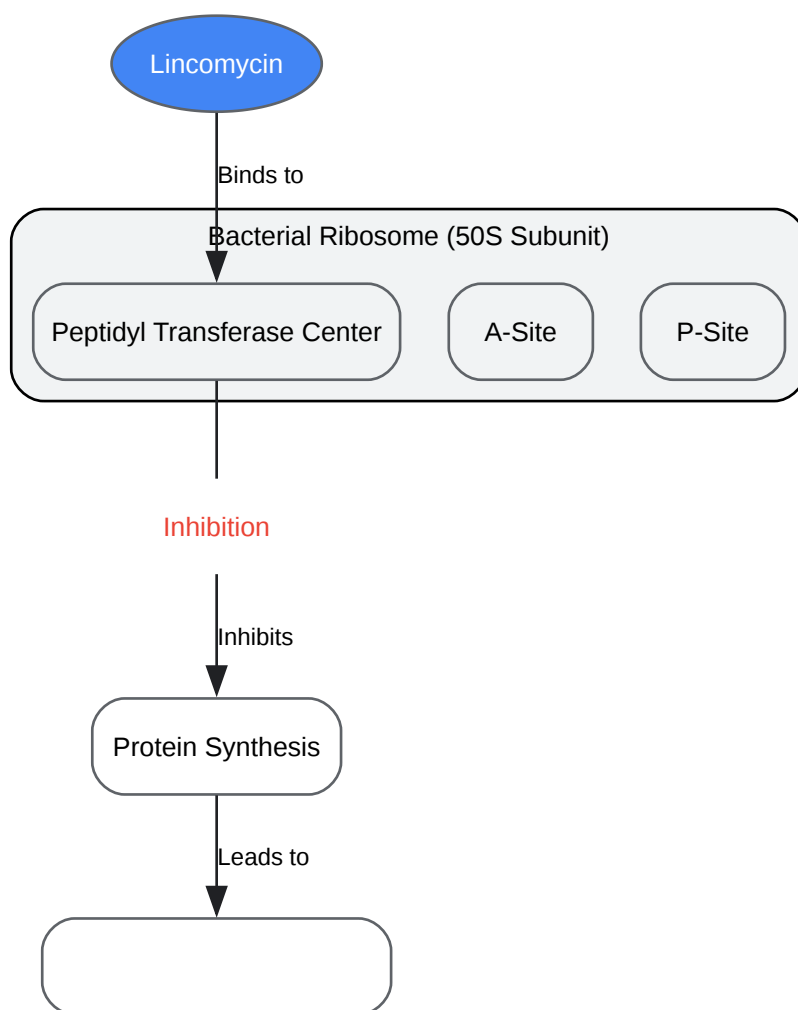 Lincomycin
Binds to
Bacterial Ribosome (50S Subunit)
Peptidyl Transferase Center
A-Site
P-Site
Inhibition
Inhibits
Protein Synthesis
Leads to